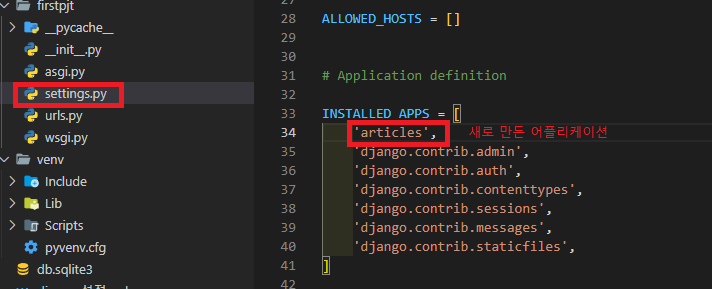 firstpjt
__pycache__
__init__.py
asgi.py
settings.py
urls.py
wsgi.py
venv
Include
Lib
Scripts
pyvenv.cfg
db.sqlite3
27
28 ALLOWED_HOSTS = []
29
30
31 # Application definition
32
33 INSTALLED_APPS = [
34 'articles', 새로 만든 어플리케이션
35 'django.contrib.admin',
36 'django.contrib.auth',
37 'django.contrib.contenttypes',
38 'django.contrib.sessions',
39 'django.contrib.messages',
40 'django.contrib.staticfiles',
41 ]
42